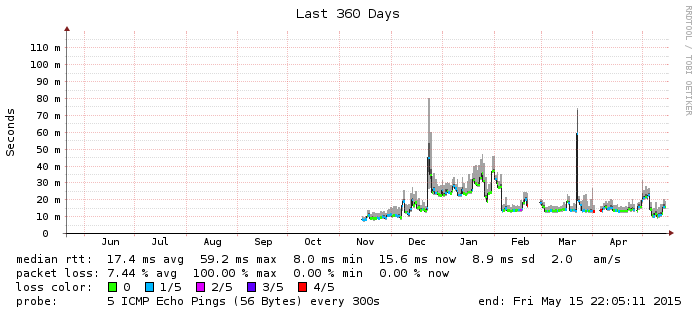 Last 360 Days
RRDTOOL / TOBI OETIKER
Seconds
110 m
100 m
90 m
80 m
70 m
60 m
50 m
40 m
30 m
20 m
10 m
0
Jun Jul Aug Sep Oct Nov Dec Jan Feb Mar Apr
median rtt: 17.4 ms avg 59.2 ms max 8.0 ms min 15.6 ms now 8.9 ms sd 2.0 am/s
packet loss: 7.44 % avg 100.00 % max 0.00 % min 0.00 % now
loss color: 0 1/5 2/5 3/5 4/5
probe: 5 ICMP Echo Pings (56 Bytes) every 300s end: Fri May 15 22:05:11 2015